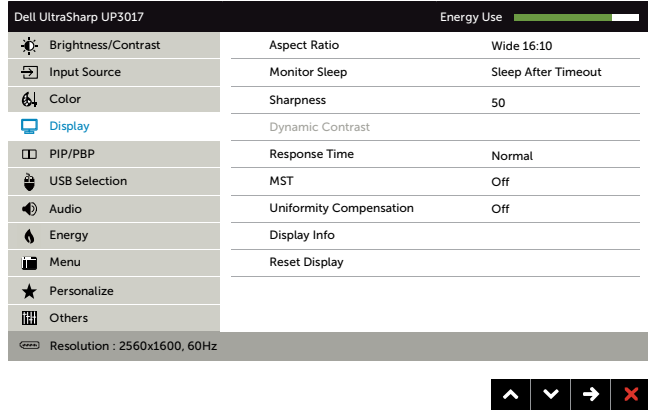 Dell UltraSharp UP3017 Energy Use
Brightness/Contrast Aspect Ratio Wide 16:10
Input Source Monitor Sleep Sleep After Timeout
Color Sharpness 50
Display Dynamic Contrast
PIP/PBP Response Time Normal
USB Selection MST Off
Audio Uniformity Compensation Off
Energy Display Info
Menu Reset Display
Personalize
Others
Resolution : 2560x1600, 60Hz